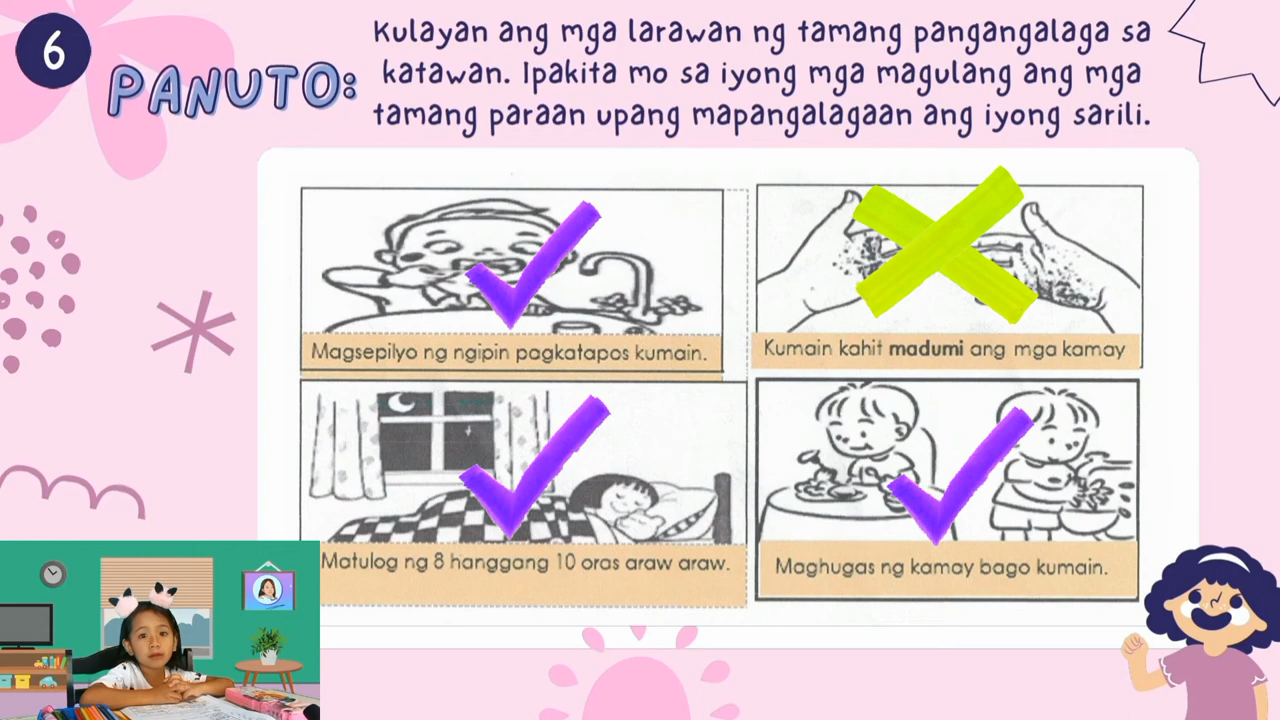 6
PANUTO:
Kulayan ang mga larawan ng tamang pangangalaga sa
katawan. Ipakita mo sa iyong mga magulang ang mga
tamang paraan upang mapangalagaan ang iyong sarili.
Magsepilyo ng ngipin pagkatapos kumain.
Kumain kahit madumi ang mga kamay
Matulog ng 8 hanggang 10 oras araw araw.
Maghugas ng kamay bago kumain.